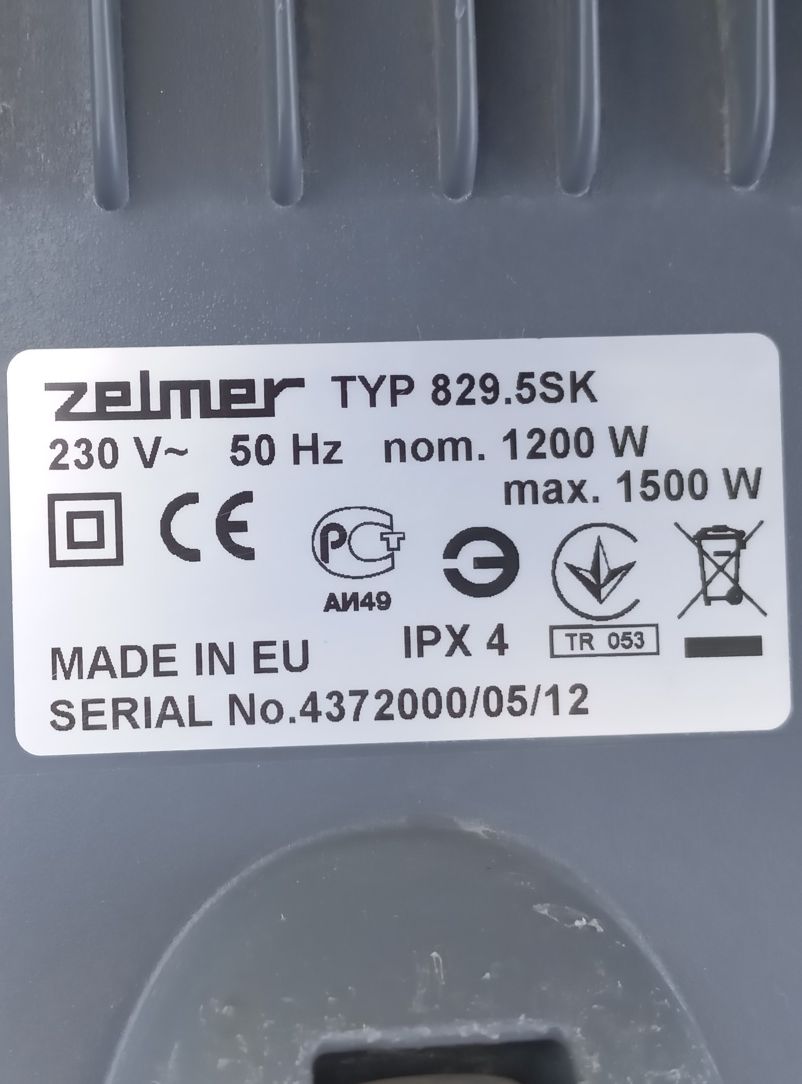 zelmer TYP 829.5SK
230 V~ 50 Hz nom. 1200 W
max. 1500 W
CE PCT
АИ49
IPX 4 TR 053
MADE IN EU
SERIAL No.4372000/05/12